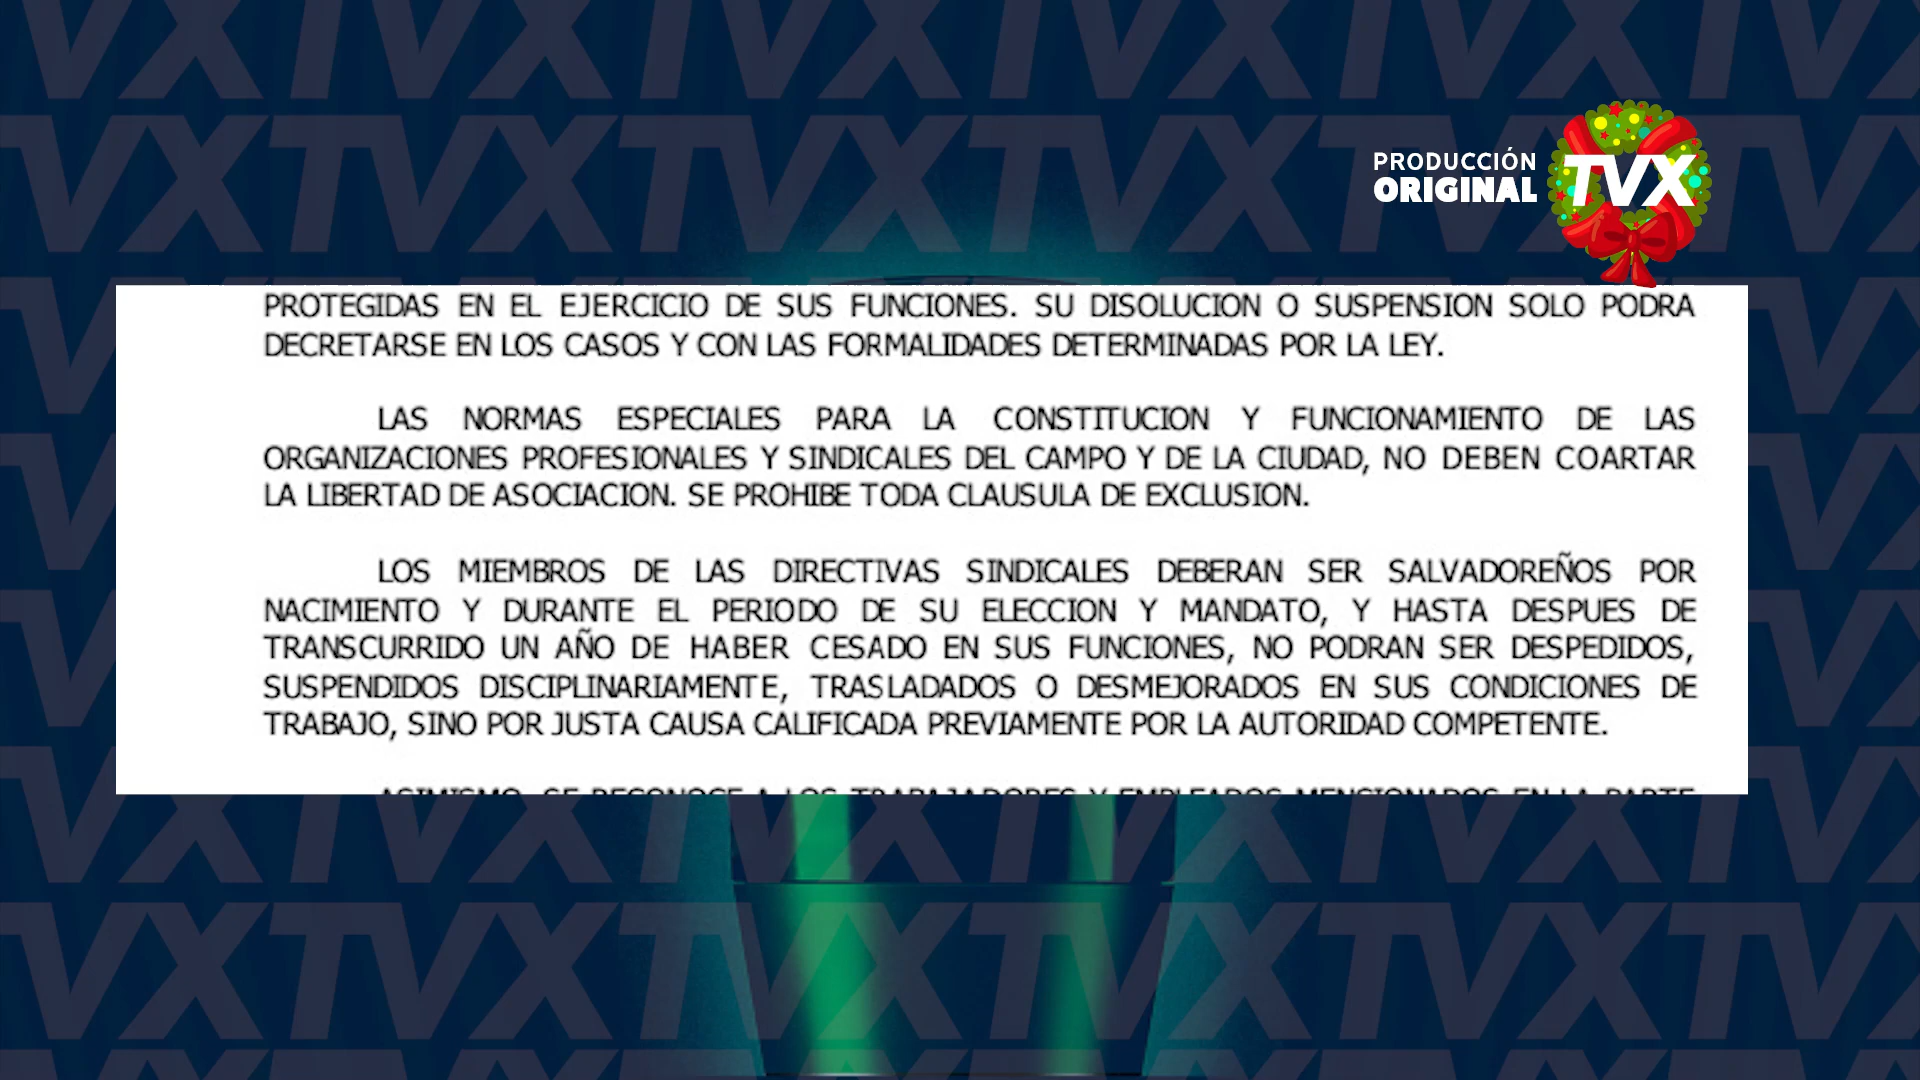 PRODUCCIÓN
ORIGINAL
TVX
PROTEGIDAS EN EL EJERCICIO DE SUS FUNCIONES. SU DISOLUCION O SUSPENSION SOLO PODRA
DECRETARSE EN LOS CASOS Y CON LAS FORMALIDADES DETERMINADAS POR LA LEY.
LAS NORMAS ESPECIALES PARA LA CONSTITUCION Y FUNCIONAMIENTO DE LAS
ORGANIZACIONES PROFESIONALES Y SINDICALES DEL CAMPO Y DE LA CIUDAD, NO DEBEN COARTAR
LA LIBERTAD DE ASOCIACION. SE PROHIBE TODA CLAUSULA DE EXCLUSION.
LOS MIEMBROS DE LAS DIRECTIVAS SINDICALES DEBERAN SER SALVADOREÑOS POR
NACIMIENTO Y DURANTE EL PERIODO DE SU ELECCION Y MANDATO, Y HASTA DESPUES DE
TRANSCURRIDO UN AÑO DE HABER CESADO EN SUS FUNCIONES, NO PODRAN SER DESPEDIDOS,
SUSPENDIDOS DISCIPLINARIAMENTE, TRASLADADOS O DESMEJORADOS EN SUS CONDICIONES DE
TRABAJO, SINO POR JUSTA CAUSA CALIFICADA PREVIAMENTE POR LA AUTORIDAD COMPETENTE.